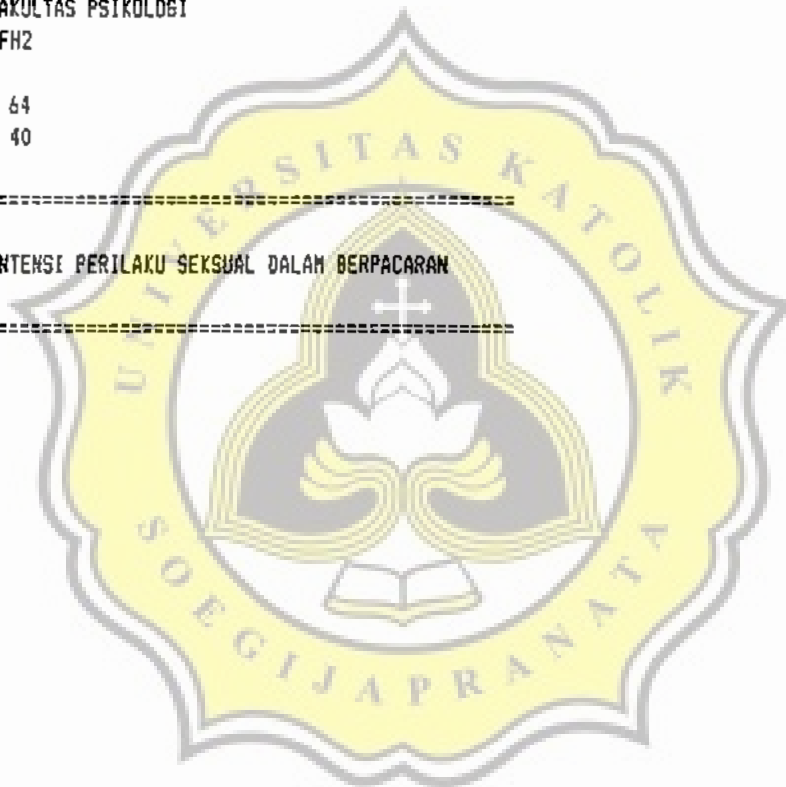 AKULTAS PSIKOLOGI
FH2
64
40
=====================================================
NTENSI PERILAKU SEKSUAL DALAM BERPACARAN
=====================================================
UNIVERSITAS KATOLIK
SOEGIJAPRANATA